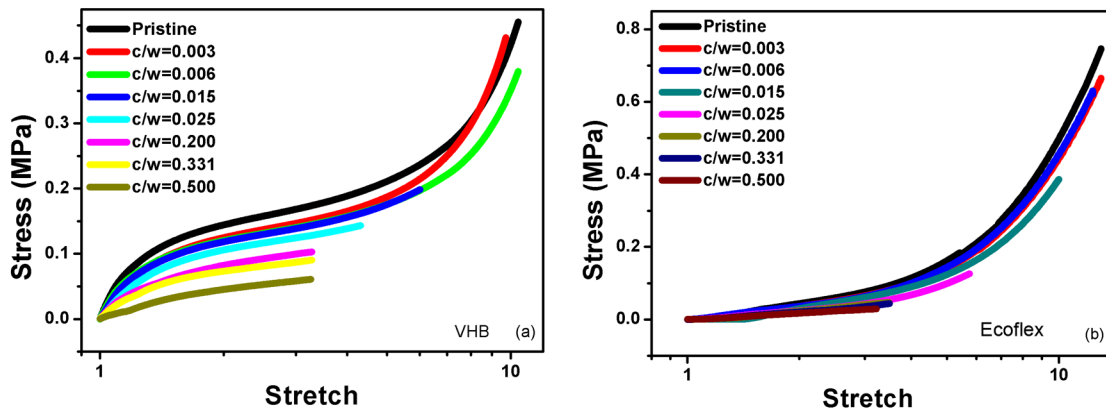 Stress (MPa)
0.4
0.3
0.2
0.1
0.0
Pristine
c/w=0.003
c/w=0.006
c/w=0.015
c/w=0.025
c/w=0.200
c/w=0.331
c/w=0.500
VHB (a)
1 10
Stretch
Stress (MPa)
0.8
0.6
0.4
0.2
0.0
Pristine
c/w=0.003
c/w=0.006
c/w=0.015
c/w=0.025
c/w=0.200
c/w=0.331
c/w=0.500
Ecoflex (b)
1 10
Stretch